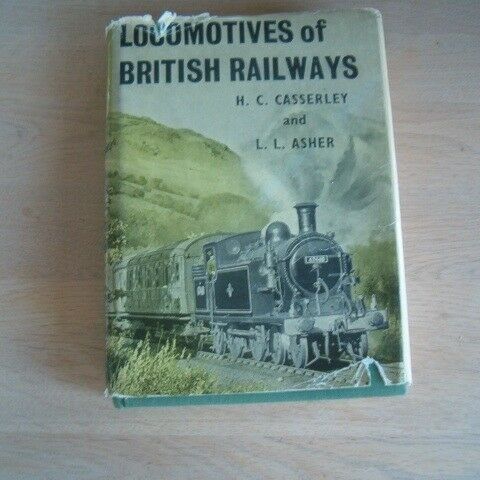 LOCOMOTIVES of
BRITISH RAILWAYS
H. C. CASSERLEY
and
L. L. ASHER